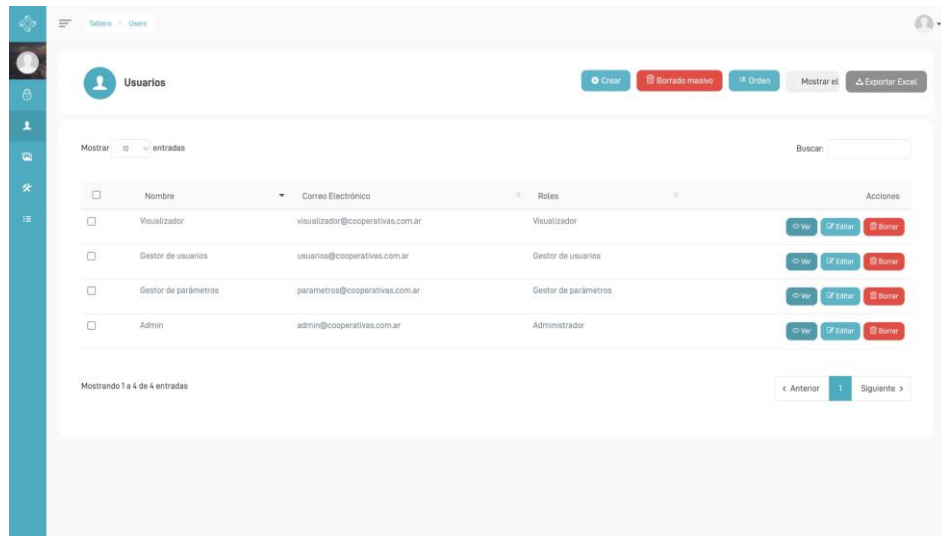 Tablero > Users
Usuarios
Crear Borrado masivo Orden Mostrar el Exportar Excel
Mostrar 10 entradas Buscar:
Nombre Correo Electrónico Roles Acciones
Visualizador visualizador@cooperativas.com.ar Visualizador Ver Editar Borrar
Gestor de usuarios usuarios@cooperativas.com.ar Gestor de usuarios Ver Editar Borrar
Gestor de parámetros parametros@cooperativas.com.ar Gestor de parámetros Ver Editar Borrar
Admin admin@cooperativas.com.ar Administrador Ver Editar Borrar
Mostrando 1 a 4 de 4 entradas < Anterior 1 Siguiente >